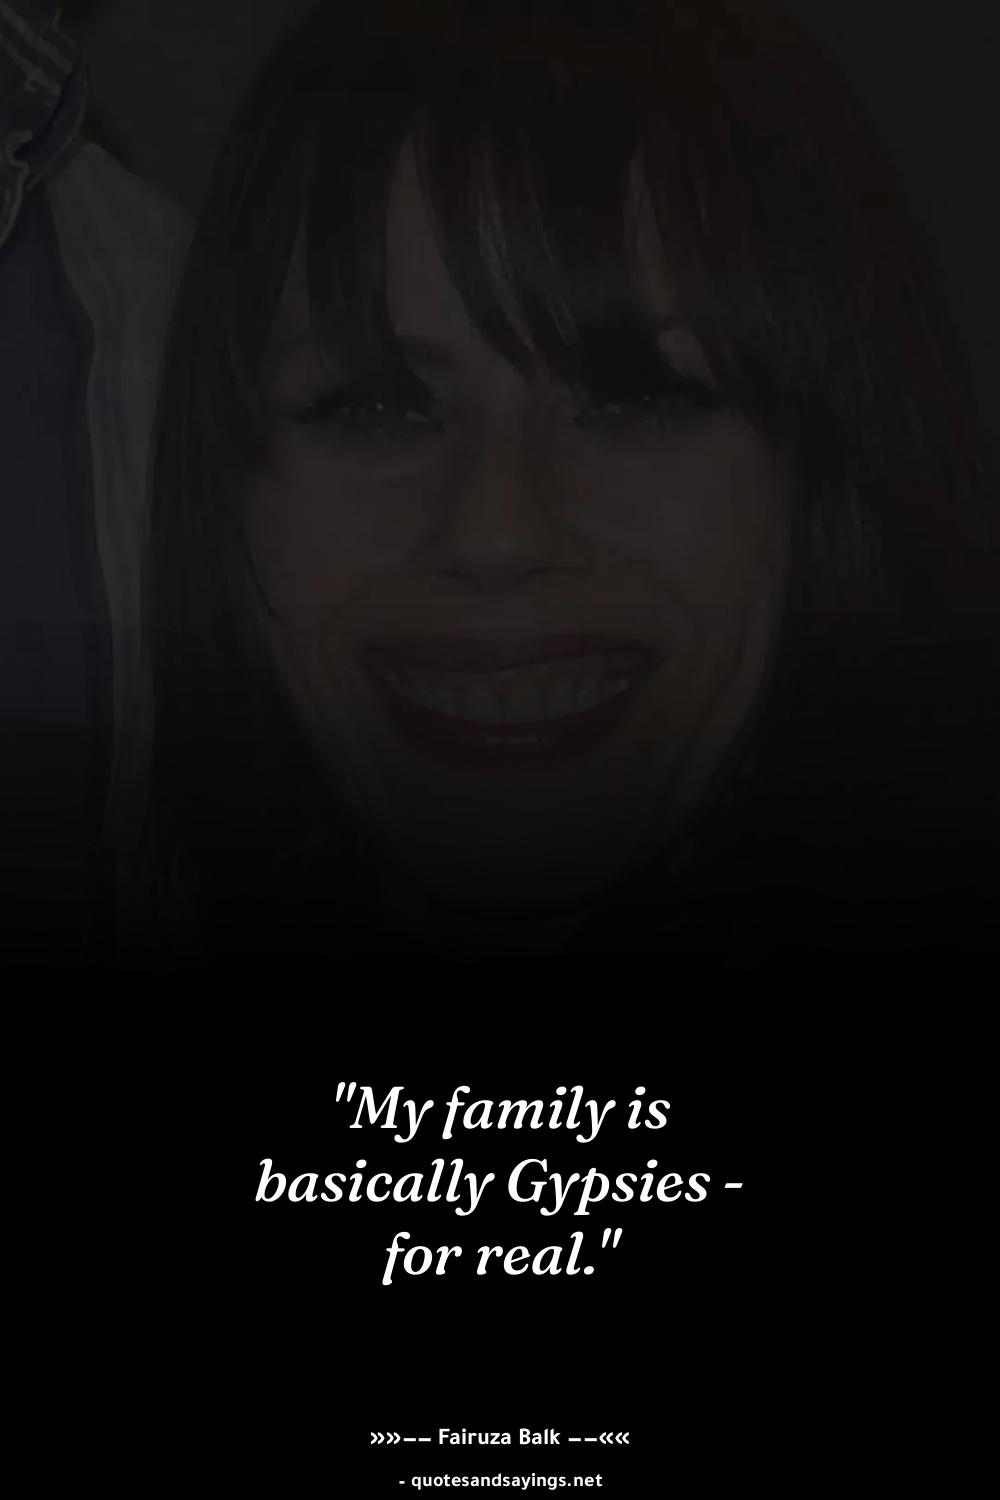 "My family is
basically Gypsies -
for real."
»»—— Fairuza Balk ——««
- quotesandsayings.net